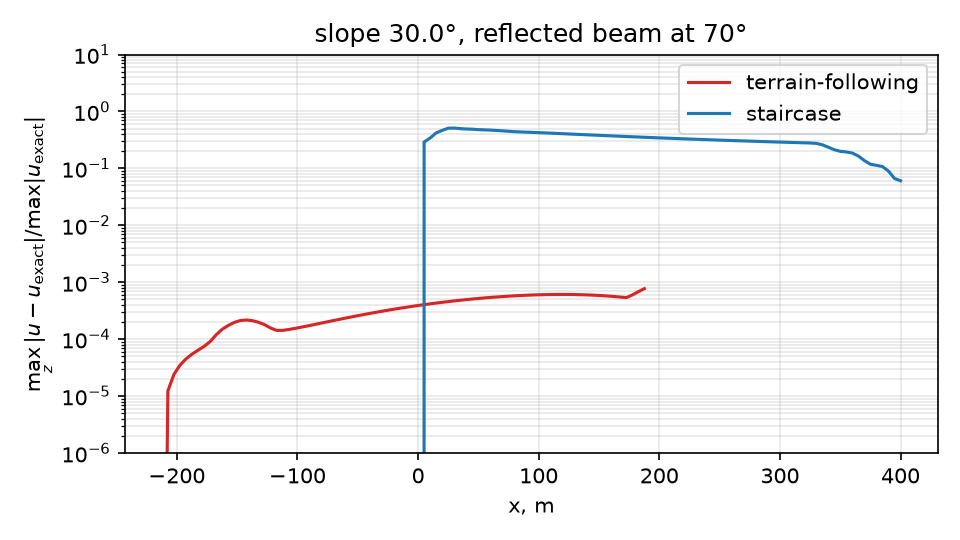 slope 30.0°, reflected beam at 70°
terrain-following
staircase
max_z |u − u_exact|/max|u_exact|
10¹
10⁰
10⁻¹
10⁻²
10⁻³
10⁻⁴
10⁻⁵
10⁻⁶
−200 −100 0 100 200 300 400
x, m